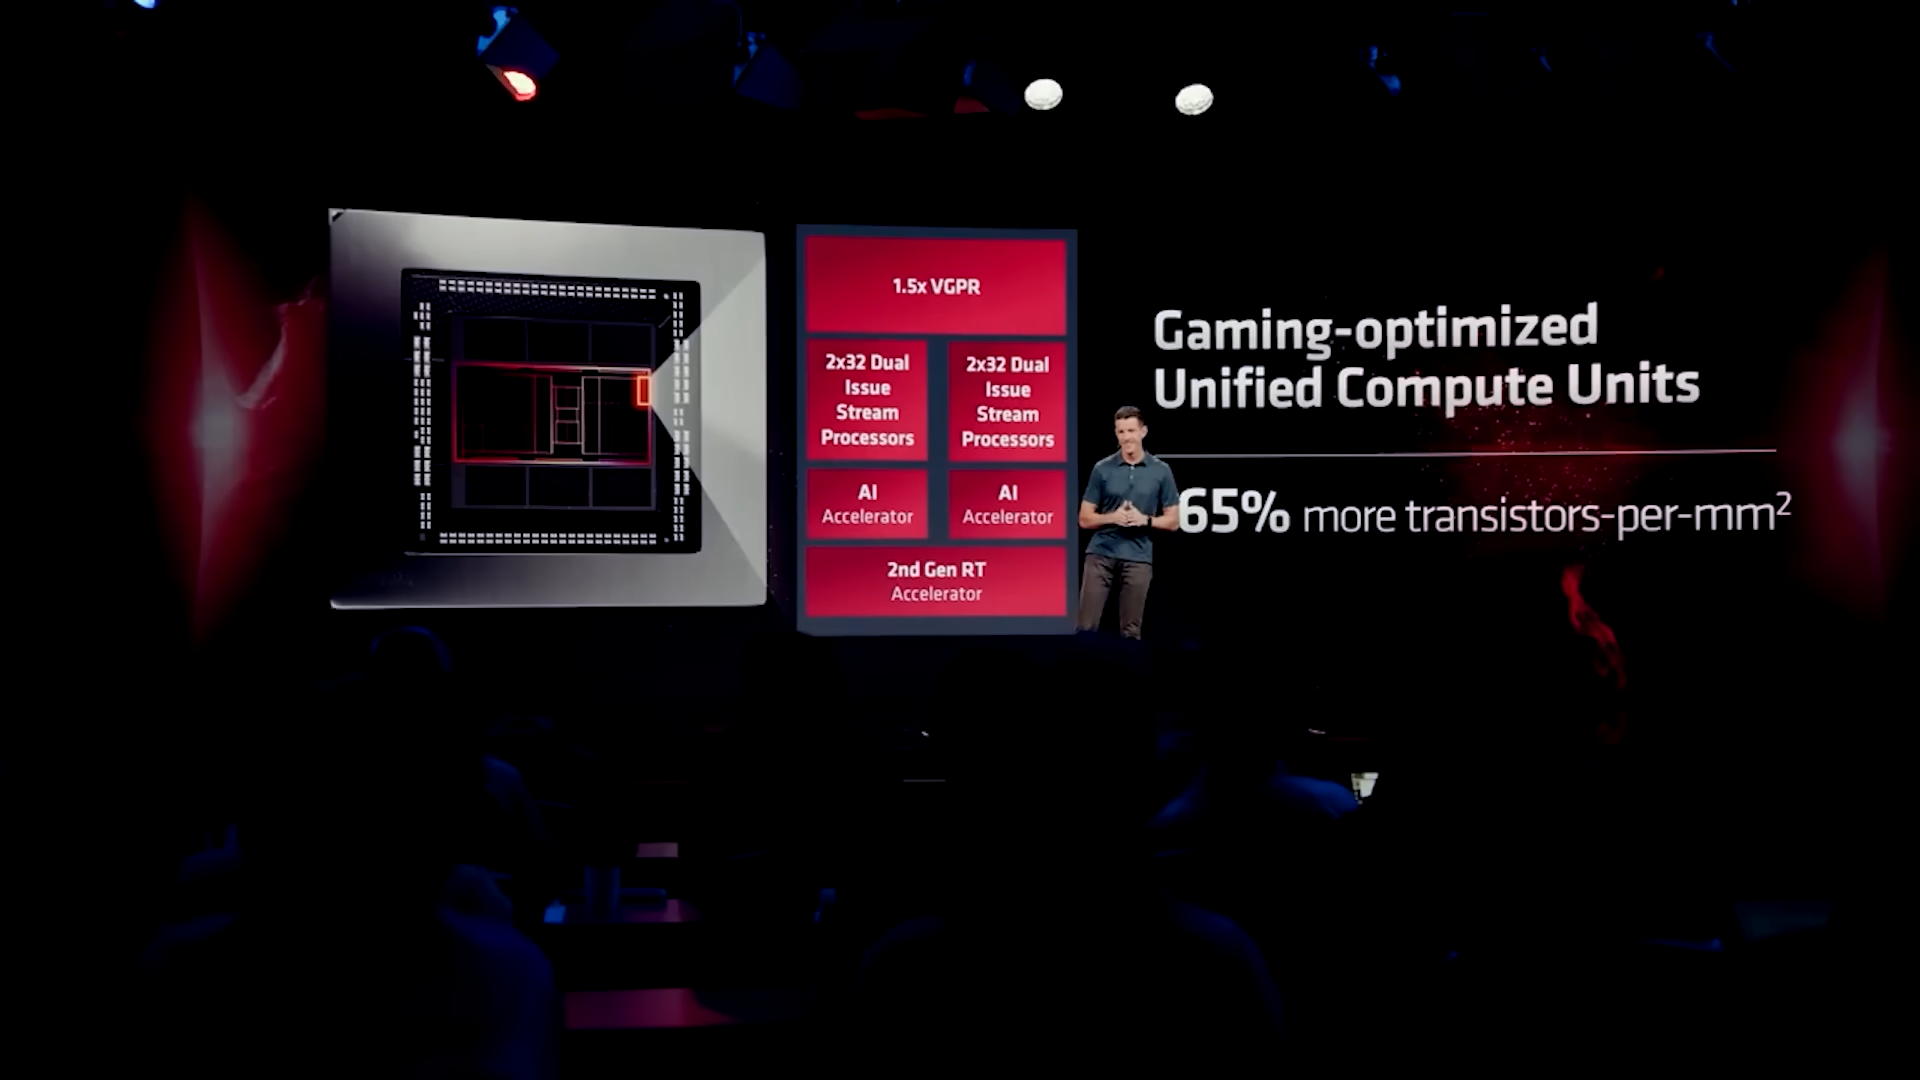 1.5x VGPR
2x32 Dual
Issue
Stream
Processors
2x32 Dual
Issue
Stream
Processors
AI
Accelerator
AI
Accelerator
2nd Gen RT
Accelerator
Gaming-optimized
Unified Compute Units
65% more transistors-per-mm²